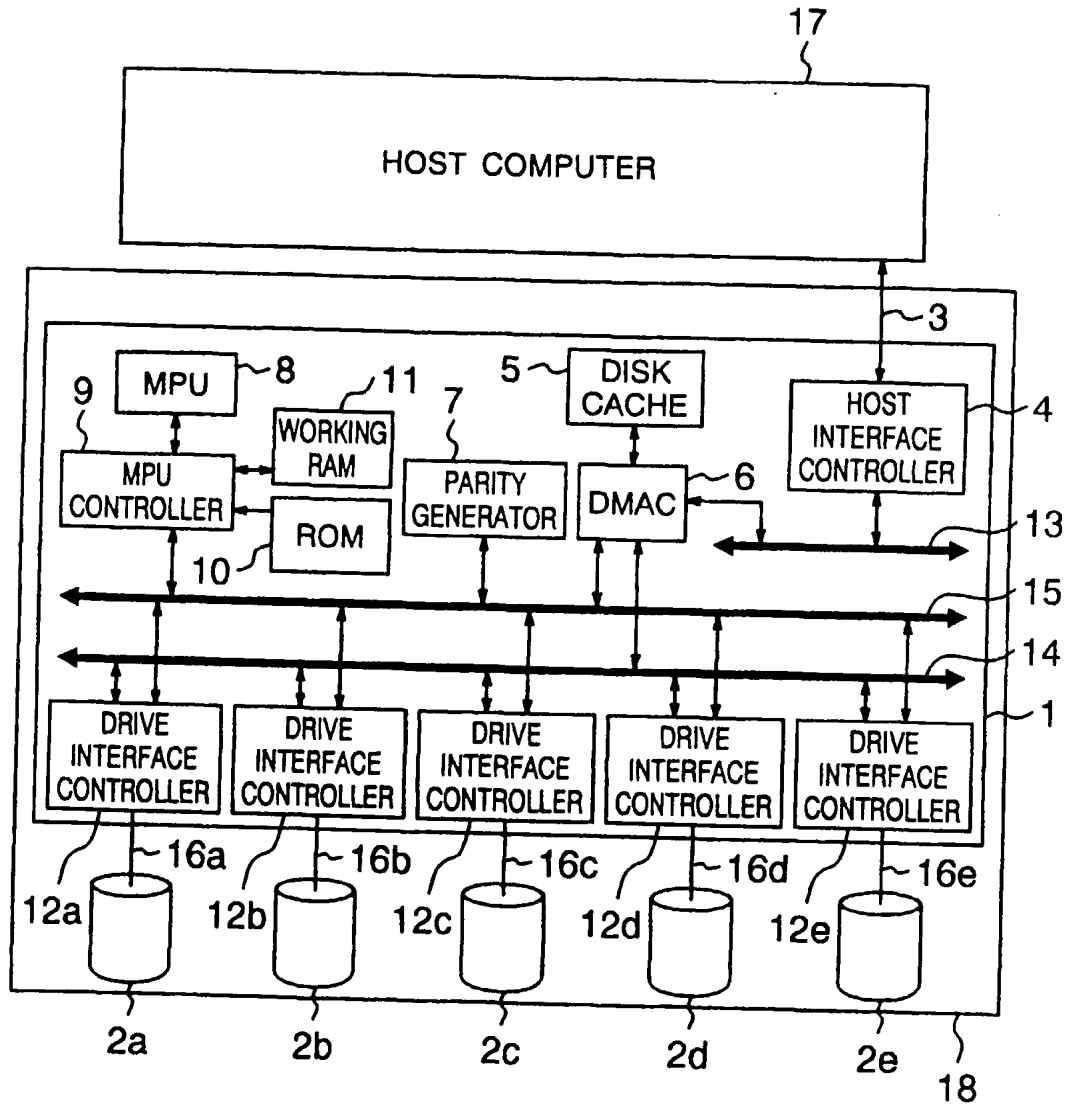 17
HOST COMPUTER
3
MPU
8
11
5
DISK
CACHE
9
WORKING
RAM
7
HOST
INTERFACE
CONTROLLER
4
MPU
CONTROLLER
PARITY
GENERATOR
6
DMAC
ROM
10
13
15
14
1
DRIVE
INTERFACE
CONTROLLER
DRIVE
INTERFACE
CONTROLLER
DRIVE
INTERFACE
CONTROLLER
DRIVE
INTERFACE
CONTROLLER
DRIVE
INTERFACE
CONTROLLER
16a
16b
16c
16d
16e
12a
12b
12c
12d
12e
2a
2b
2c
2d
2e
18